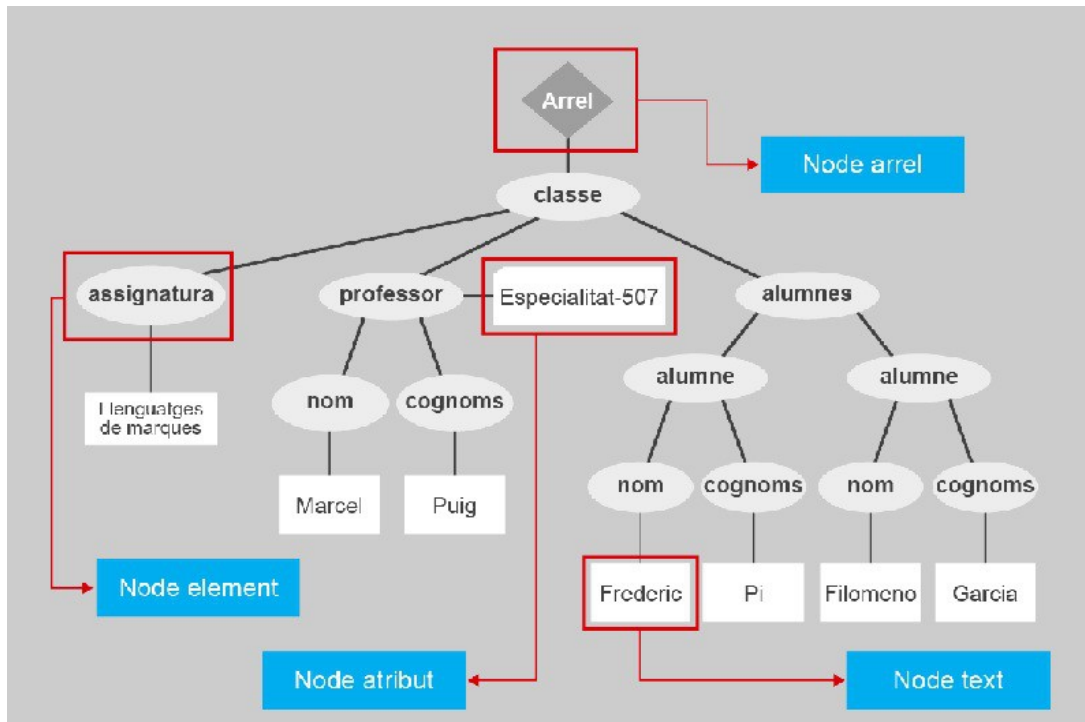 Arrel
Node arrel
classe
assignatura
professor
Especialitat-507
alumnes
alumne
alumne
Llenguatges
de marques
nom
cognoms
nom
cognoms
nom
cognoms
Marcel
Puig
Node element
Frederic
Pi
Filomeno
Garcia
Node atribut
Node text